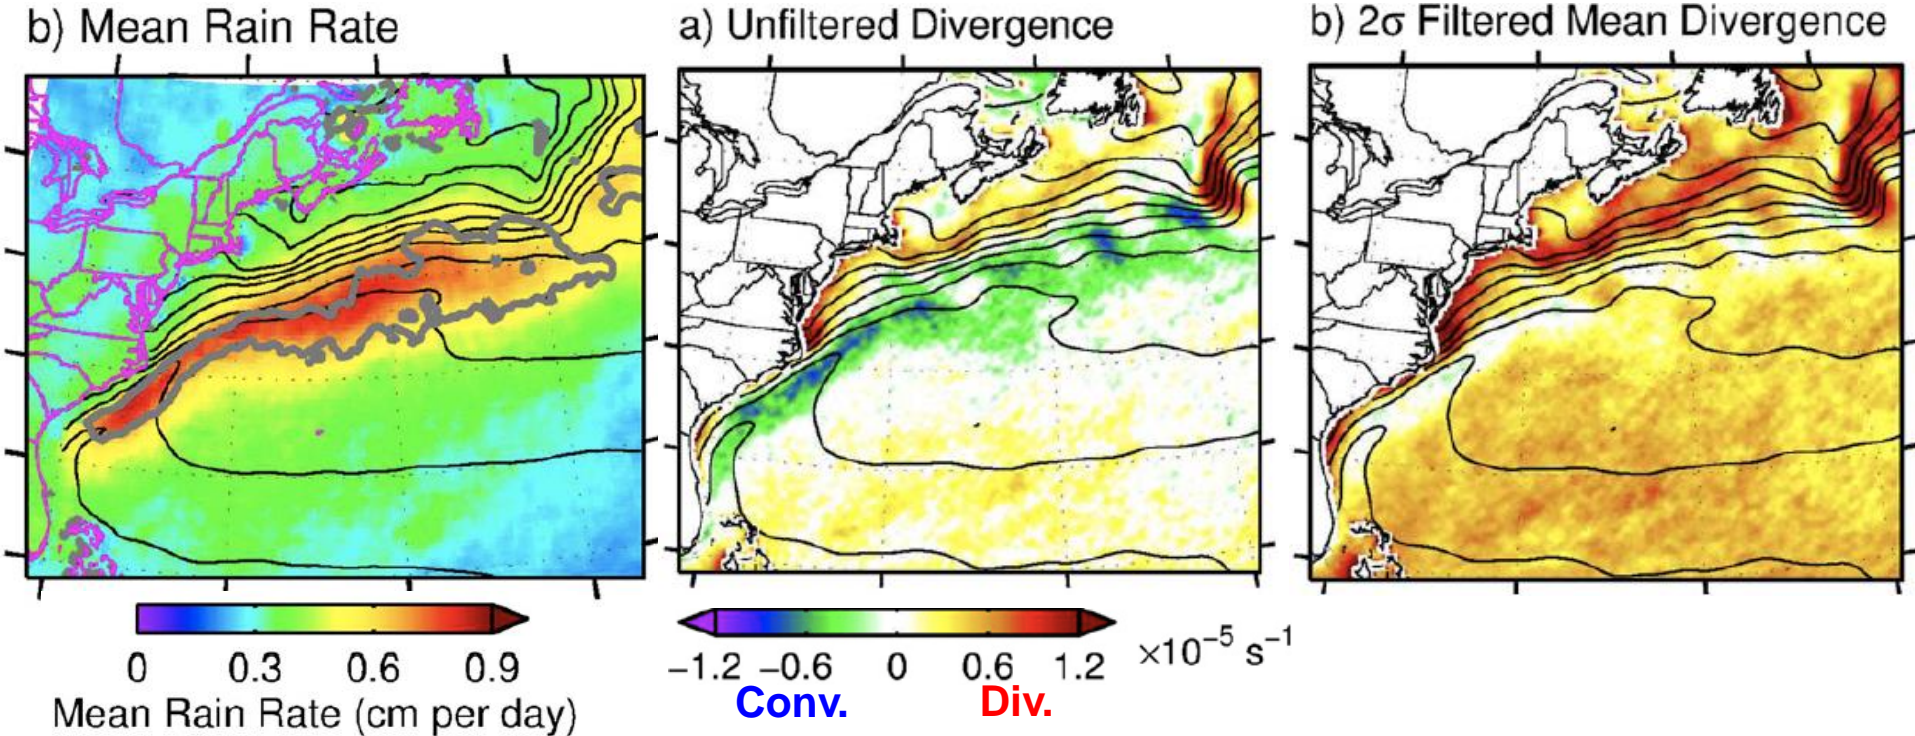 b) Mean Rain Rate
0 0.3 0.6 0.9
Mean Rain Rate (cm per day)
a) Unfiltered Divergence
−1.2 −0.6 0 0.6 1.2 ×10⁻⁵ s⁻¹
Conv. Div.
b) 2σ Filtered Mean Divergence